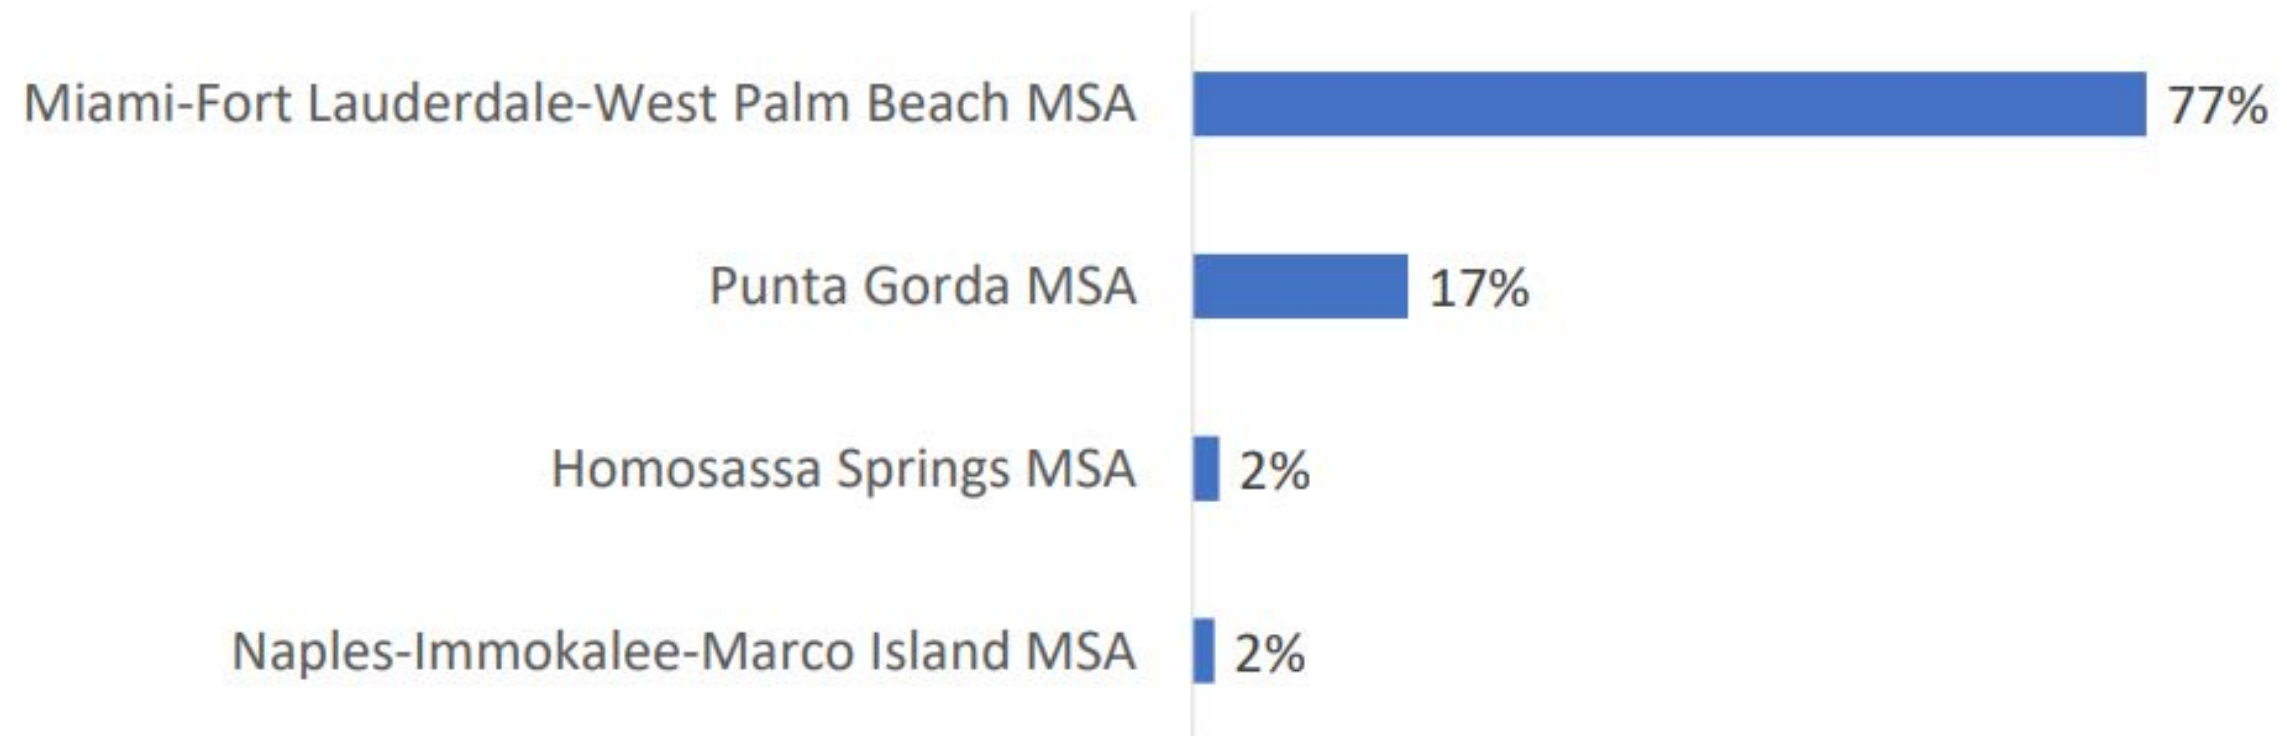 Miami-Fort Lauderdale-West Palm Beach MSA 77%
Punta Gorda MSA 17%
Homosassa Springs MSA 2%
Naples-Immokalee-Marco Island MSA 2%